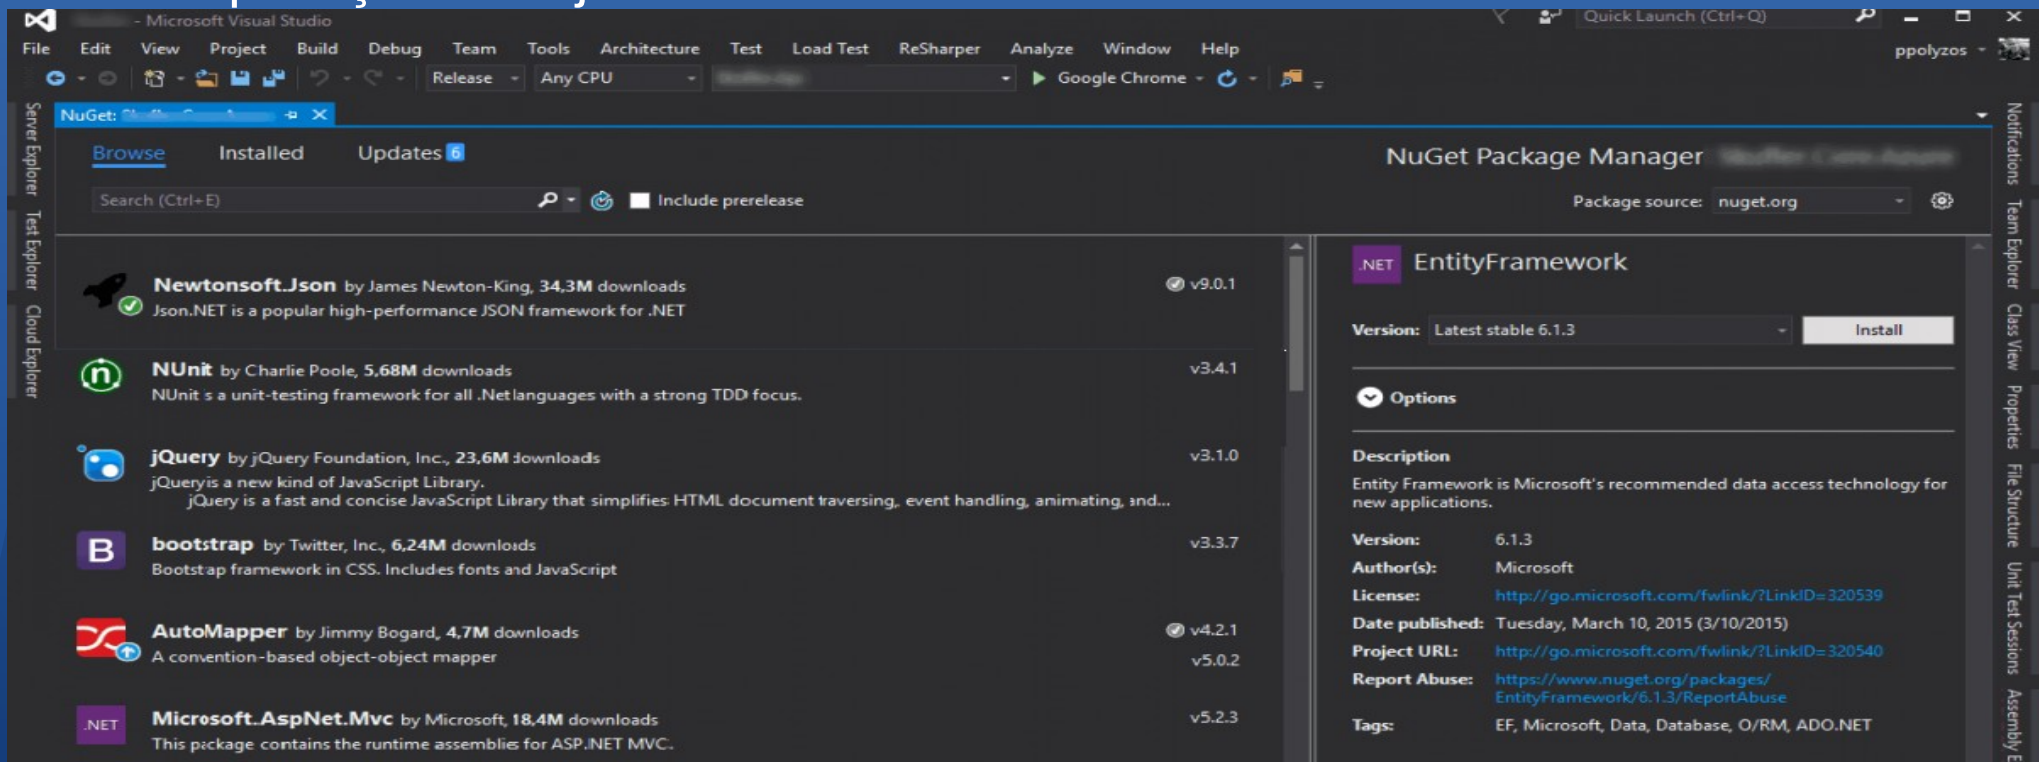 - Microsoft Visual Studio
Quick Launch (Ctrl+Q)
File Edit View Project Build Debug Team Tools Architecture Test Load Test ReSharper Analyze Window Help
ppolyzos
Release Any CPU Google Chrome
Server Explorer
Test Explorer
Cloud Explorer
NuGet:
Browse Installed Updates 6
NuGet Package Manager
Search (Ctrl+E) Include prerelease
Package source: nuget.org
Newtonsoft.Json by James Newton-King, 34,3M downloads
v9.0.1
Json.NET is a popular high-performance JSON framework for .NET
NUnit by Charlie Poole, 5,68M downloads
v3.4.1
NUnit s a unit-testing framework for all .Net languages with a strong TDD focus.
jQuery by jQuery Foundation, Inc., 23,6M downloads
v3.1.0
jQuery is a new kind of JavaScript Library.
jQuery is a fast and concise JavaScript Library that simplifies HTML document traversing, event handling, animating, and...
B
bootstrap by Twitter, Inc., 6,24M downloads
v3.3.7
Bootstrap framework in CSS. Includes fonts and JavaScript
AutoMapper by Jimmy Bogard, 4,7M downloads
v4.2.1
A convention-based object-object mapper
v5.0.2
.NET
Microsoft.AspNet.Mvc by Microsoft, 18,4M downloads
v5.2.3
This package contains the runtime assemblies for ASP.NET MVC.
.NET EntityFramework
Version: Latest stable 6.1.3 Install
Options
Description
Entity Framework is Microsoft's recommended data access technology for
new applications.
Version: 6.1.3
Author(s): Microsoft
License: http://go.microsoft.com/fwlink/?LinkID=320539
Date published: Tuesday, March 10, 2015 (3/10/2015)
Project URL: http://go.microsoft.com/fwlink/?LinkID=320540
Report Abuse: https://www.nuget.org/packages/
EntityFramework/6.1.3/ReportAbuse
Tags: EF, Microsoft, Data, Database, O/RM, ADO.NET
Notifications
Team Explorer
Class View
Properties
File Structure
Unit Test Sessions
Assembly E